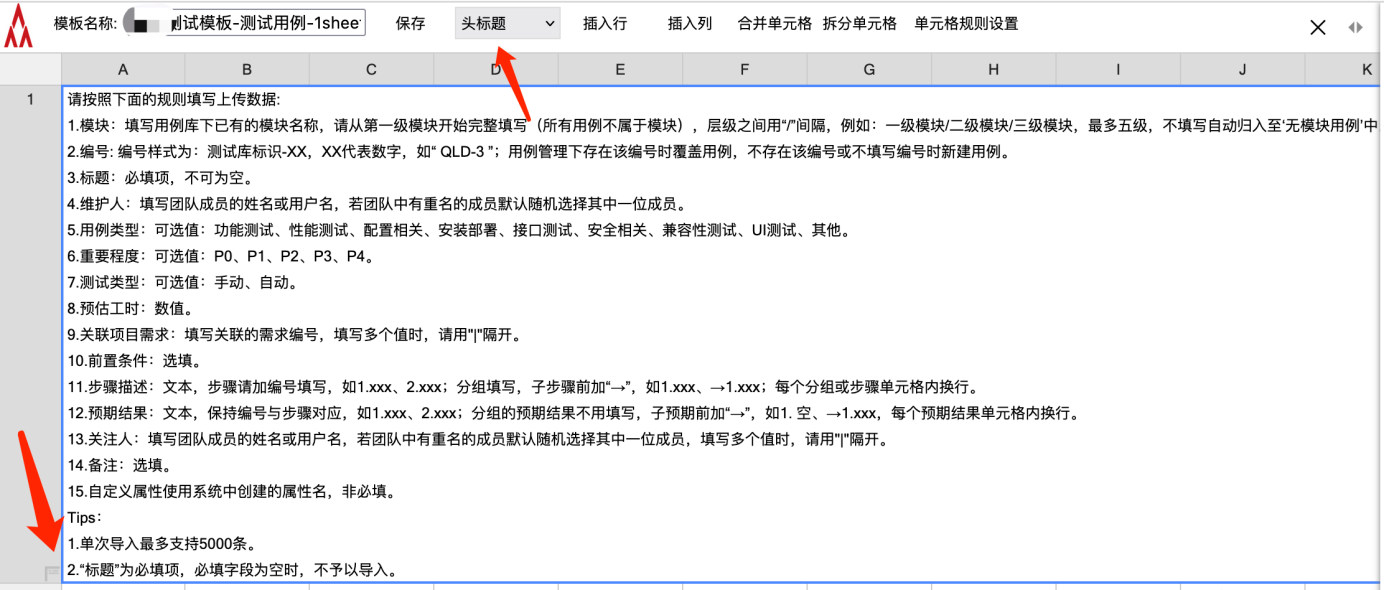 模板名称: 测试模板-测试用例-1shee 保存 头标题 插入行 插入列 合并单元格 拆分单元格 单元格规则设置
A B C D E F G H I J K
1 请按照下面的规则填写上传数据:
1.模块：填写用例库下已有的模块名称，请从第一级模块开始完整填写（所有用例不属于模块），层级之间用“/”间隔，例如：一级模块/二级模块/三级模块，最多五级，不填写自动归入至‘无模块用例’中
2.编号: 编号样式为：测试库标识-XX，XX代表数字，如“ QLD-3 ”；用例管理下存在该编号时覆盖用例，不存在该编号或不填写编号时新建用例。
3.标题：必填项，不可为空。
4.维护人：填写团队成员的姓名或用户名，若团队中有重名的成员默认随机选择其中一位成员。
5.用例类型：可选值：功能测试、性能测试、配置相关、安装部署、接口测试、安全相关、兼容性测试、UI测试、其他。
6.重要程度：可选值：P0、P1、P2、P3、P4。
7.测试类型：可选值：手动、自动。
8.预估工时：数值。
9.关联项目需求：填写关联的需求编号，填写多个值时，请用"|"隔开。
10.前置条件：选填。
11.步骤描述：文本，步骤请加编号填写，如1.xxx、2.xxx；分组填写，子步骤前加“→”，如1.xxx、→1.xxx；每个分组或步骤单元格内换行。
12.预期结果：文本，保持编号与步骤对应，如1.xxx、2.xxx；分组的预期结果不用填写，子预期前加“→”，如1. 空、→1.xxx，每个预期结果单元格内换行。
13.关注人：填写团队成员的姓名或用户名，若团队中有重名的成员默认随机选择其中一位成员，填写多个值时，请用"|"隔开。
14.备注：选填。
15.自定义属性使用系统中创建的属性名，非必填。
Tips：
1.单次导入最多支持5000条。
2.“标题”为必填项，必填字段为空时，不予以导入。